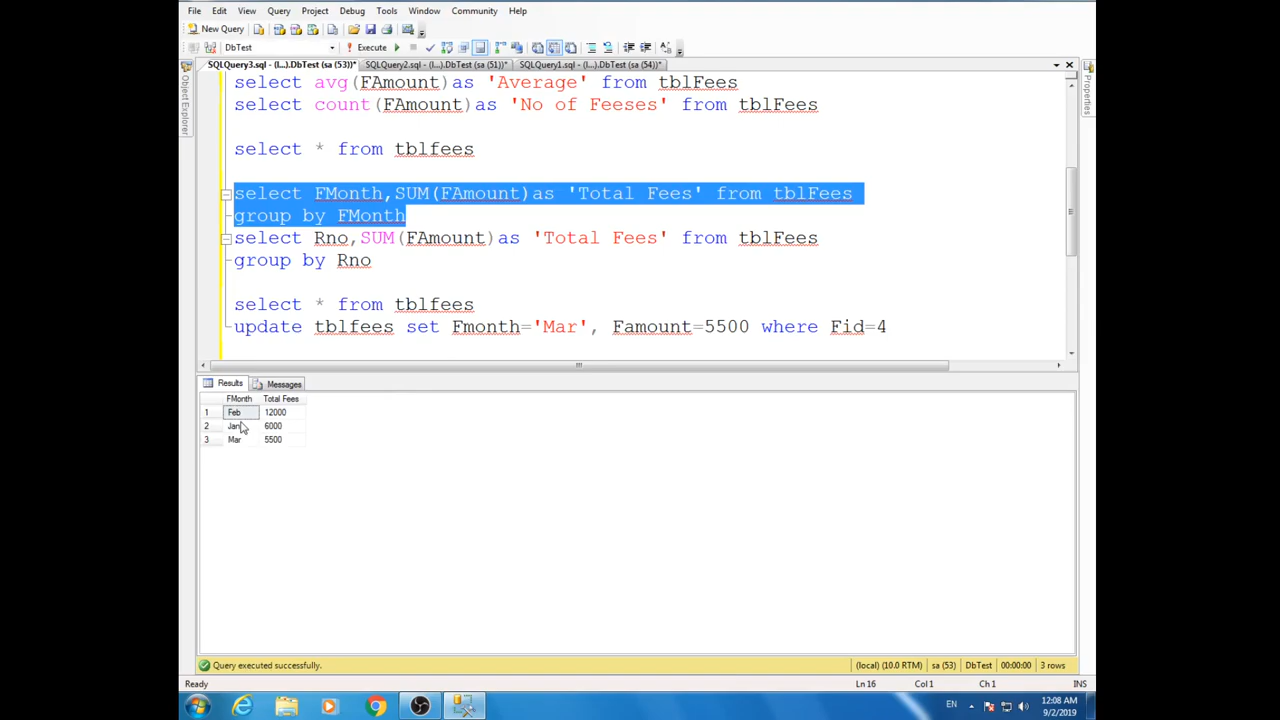 File Edit View Query Project Debug Tools Window Community Help
New Query
DbTest Execute
SQLQuery3.sql - (l...).DbTest (sa (53))* SQLQuery2.sql - (l...).DbTest (sa (51))* SQLQuery1.sql - (l...).DbTest (sa (54))*
Object Explorer
Properties
select avg(FAmount)as 'Average' from tblFees
select count(FAmount)as 'No of Feeses' from tblFees
select * from tblfees
select FMonth,SUM(FAmount)as 'Total Fees' from tblFees
group by FMonth
select Rno,SUM(FAmount)as 'Total Fees' from tblFees
group by Rno
select * from tblfees
update tblfees set Fmonth='Mar', Famount=5500 where Fid=4
Results Messages
FMonth Total Fees
1 Feb 12000
2 Jan 6000
3 Mar 5500
Query executed successfully. (local) (10.0 RTM) sa (53) DbTest 00:00:00 3 rows
Ready Ln 16 Col 1 Ch 1 INS
EN 12:08 AM
9/2/2019